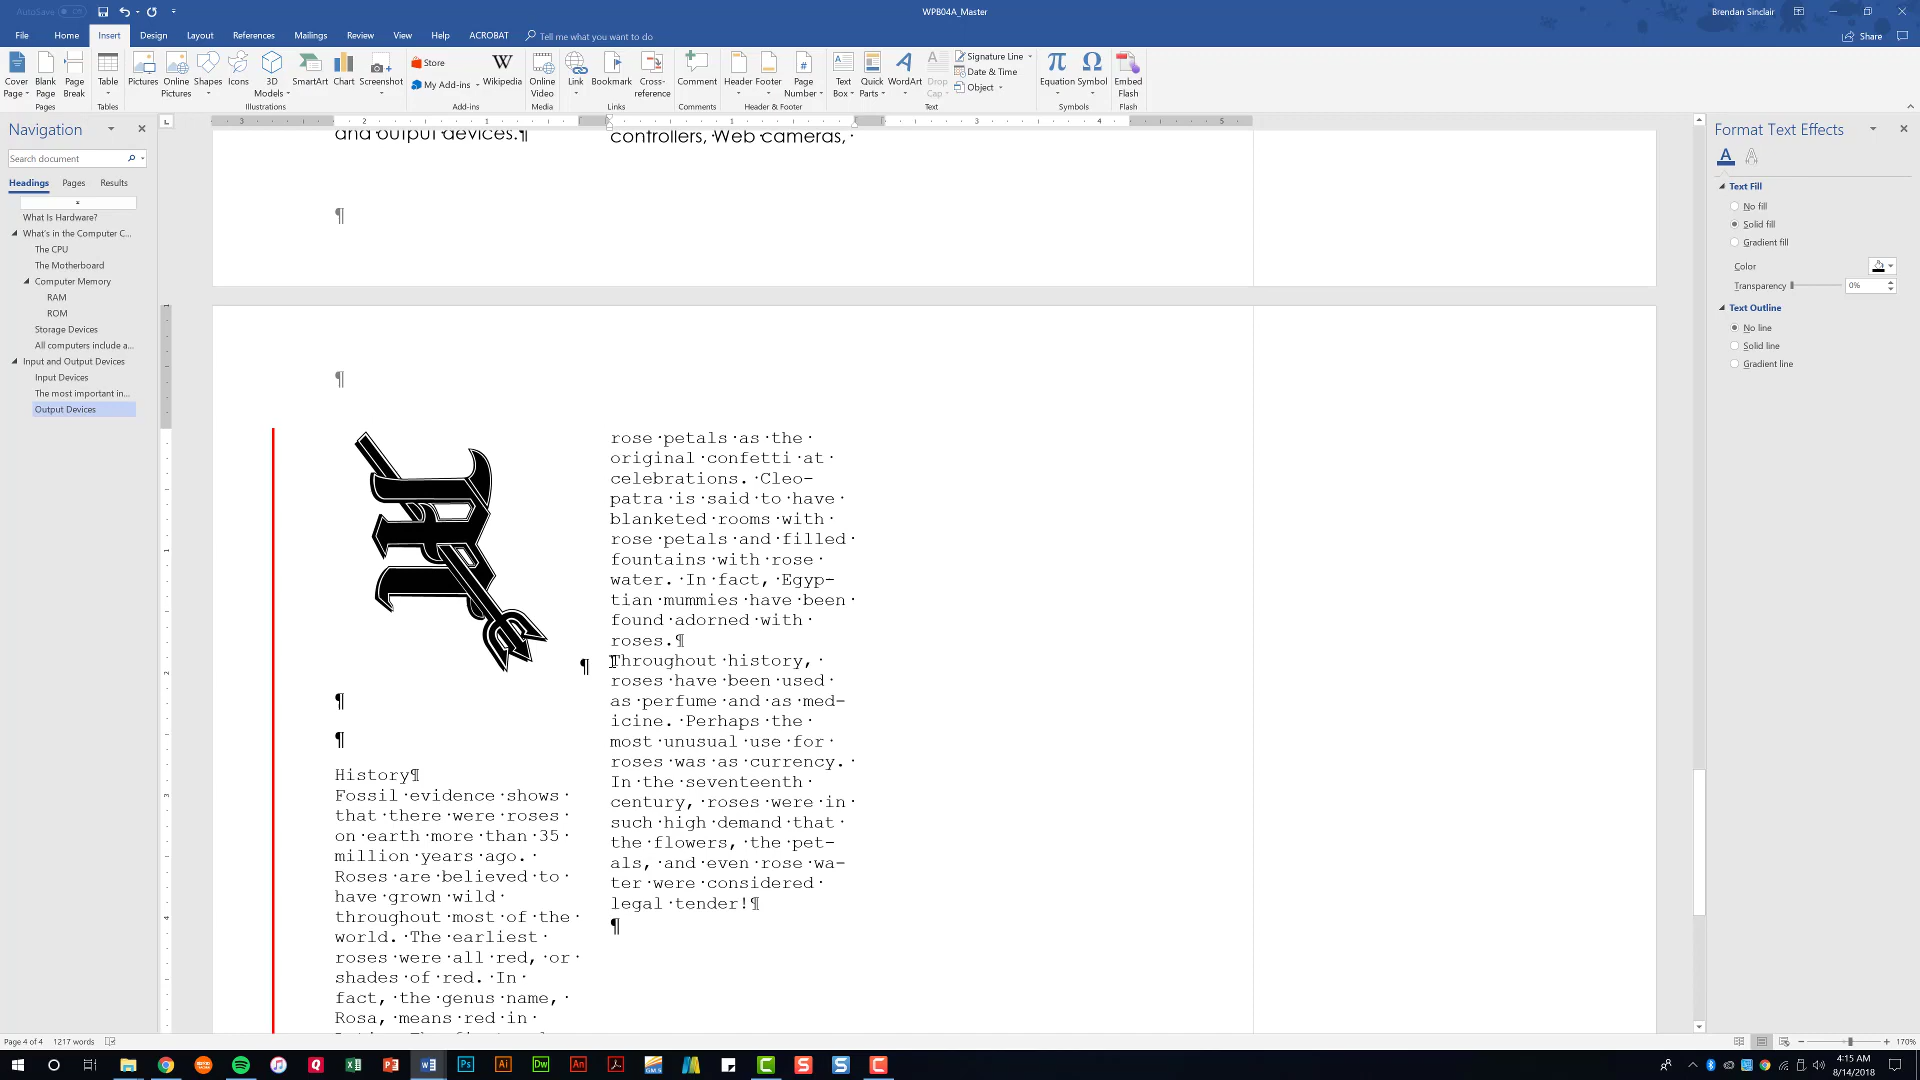 AutoSave Off
WPB04A_Master
Brendan Sinclair
File Home Insert Design Layout References Mailings Review View Help ACROBAT Tell me what you want to do
Share
Cover Page
Blank Page
Page Break
Pages
Table
Tables
Pictures
Online Pictures
Shapes
Icons
3D Models
SmartArt
Chart
Screenshot
Illustrations
Store
My Add-ins
Wikipedia
Add-ins
Online Video
Media
Link
Bookmark
Cross-reference
Links
Comment
Comments
Header
Footer
Page Number
Header & Footer
Text Box
Quick Parts
WordArt
Drop Cap
Signature Line
Date & Time
Object
Text
Equation
Symbol
Symbols
Embed Flash
Flash
Navigation
Search document
Headings Pages Results
What Is Hardware?
What's in the Computer C...
The CPU
The Motherboard
Computer Memory
RAM
ROM
Storage Devices
All computers include a...
Input and Output Devices
Input Devices
The most important in...
Output Devices
3 2 1 1 3 4 5
and output devices.¶
controllers, Web cameras,
¶
¶
¶
¶
¶
History¶
Fossil evidence shows
that there were roses
on earth more than 35
million years ago.
Roses are believed to
have grown wild
throughout most of the
world. The earliest
roses were all red, or
shades of red. In
fact, the genus name,
Rosa, means red in
rose petals as the
original confetti at
celebrations. Cleo-
patra is said to have
blanketed rooms with
rose petals and filled
fountains with rose
water. In fact, Egyp-
tian mummies have been
found adorned with
roses.¶
Throughout history,
roses have been used
as perfume and as med-
icine. Perhaps the
most unusual use for
roses was as currency.
In the seventeenth
century, roses were in
such high demand that
the flowers, the pet-
als, and even rose wa-
ter were considered
legal tender!¶
¶
Format Text Effects
Text Fill
No fill
Solid fill
Gradient fill
Color
Transparency 0%
Text Outline
No line
Solid line
Gradient line
Page 4 of 4 1217 words
170%
4:15 AM
8/14/2018